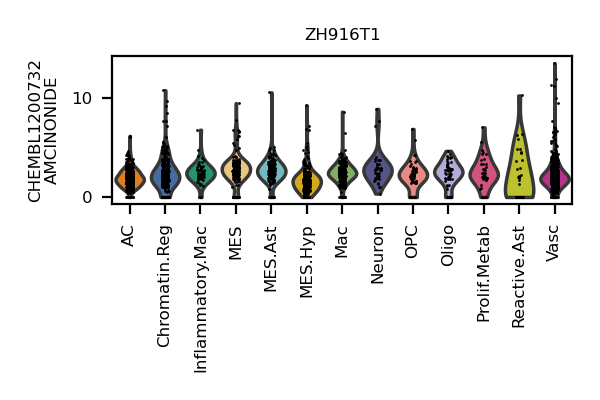 ZH916T1
CHEMBL1200732
AMCINONIDE
10
0
AC
Chromatin.Reg
Inflammatory.Mac
MES
MES.Ast
MES.Hyp
Mac
Neuron
OPC
Oligo
Prolif.Metab
Reactive.Ast
Vasc